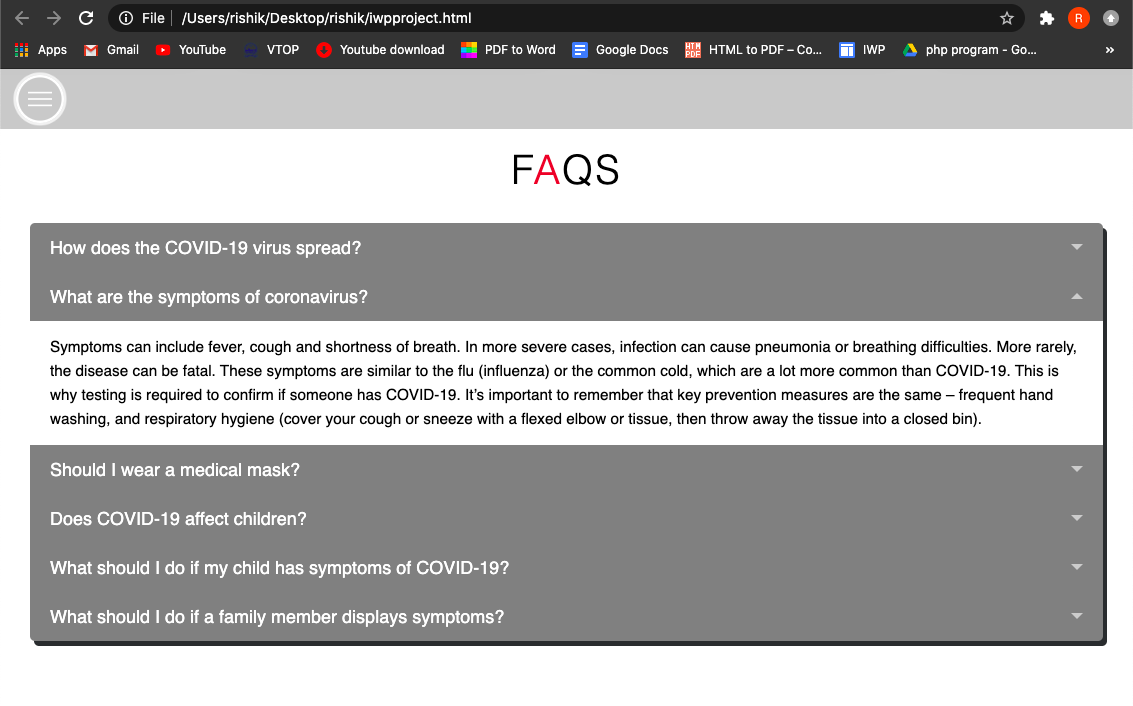 File /Users/rishik/Desktop/rishik/iwpproject.html R
Apps Gmail YouTube VTOP Youtube download PDF to Word Google Docs HTM PDF HTML to PDF – Co... IWP php program - Go... »
FAQS
How does the COVID-19 virus spread?
What are the symptoms of coronavirus?
Symptoms can include fever, cough and shortness of breath. In more severe cases, infection can cause pneumonia or breathing difficulties. More rarely,
the disease can be fatal. These symptoms are similar to the flu (influenza) or the common cold, which are a lot more common than COVID-19. This is
why testing is required to confirm if someone has COVID-19. It’s important to remember that key prevention measures are the same – frequent hand
washing, and respiratory hygiene (cover your cough or sneeze with a flexed elbow or tissue, then throw away the tissue into a closed bin).
Should I wear a medical mask?
Does COVID-19 affect children?
What should I do if my child has symptoms of COVID-19?
What should I do if a family member displays symptoms?